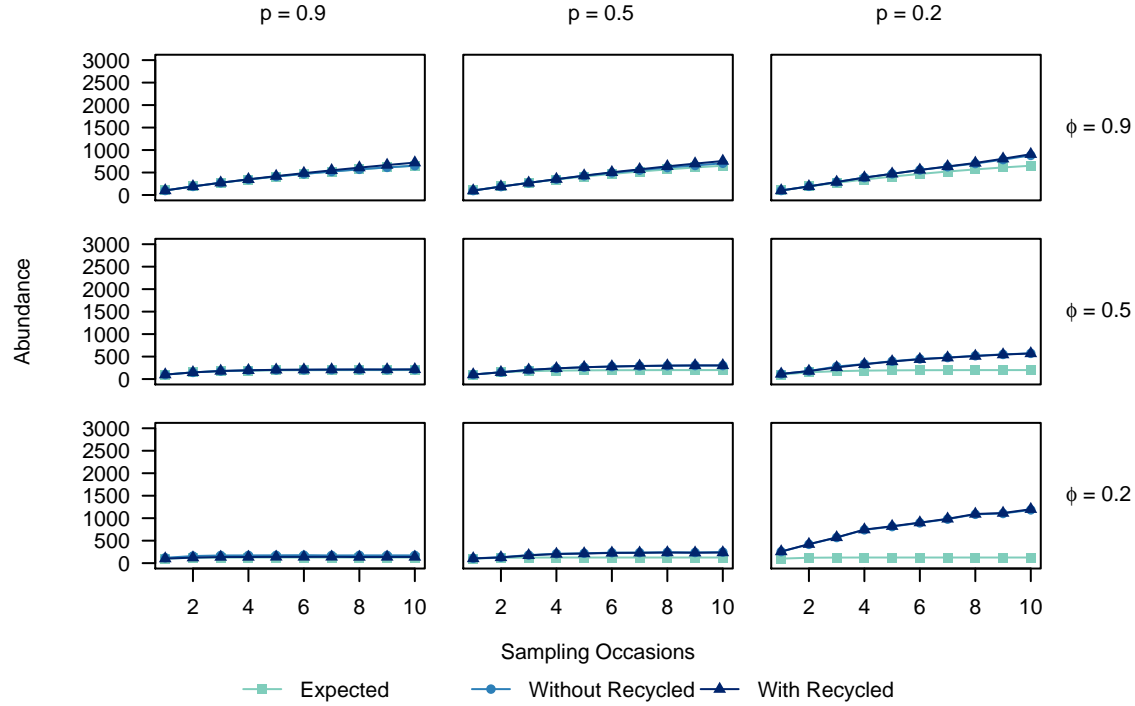 p = 0.9 p = 0.5 p = 0.2
3000
2500
2000
1500
1000
500
0
ϕ = 0.9
3000
2500
2000
1500
1000
500
0
ϕ = 0.5
Abundance
3000
2500
2000
1500
1000
500
0
ϕ = 0.2
2 4 6 8 10 2 4 6 8 10 2 4 6 8 10
Sampling Occasions
Expected Without Recycled With Recycled